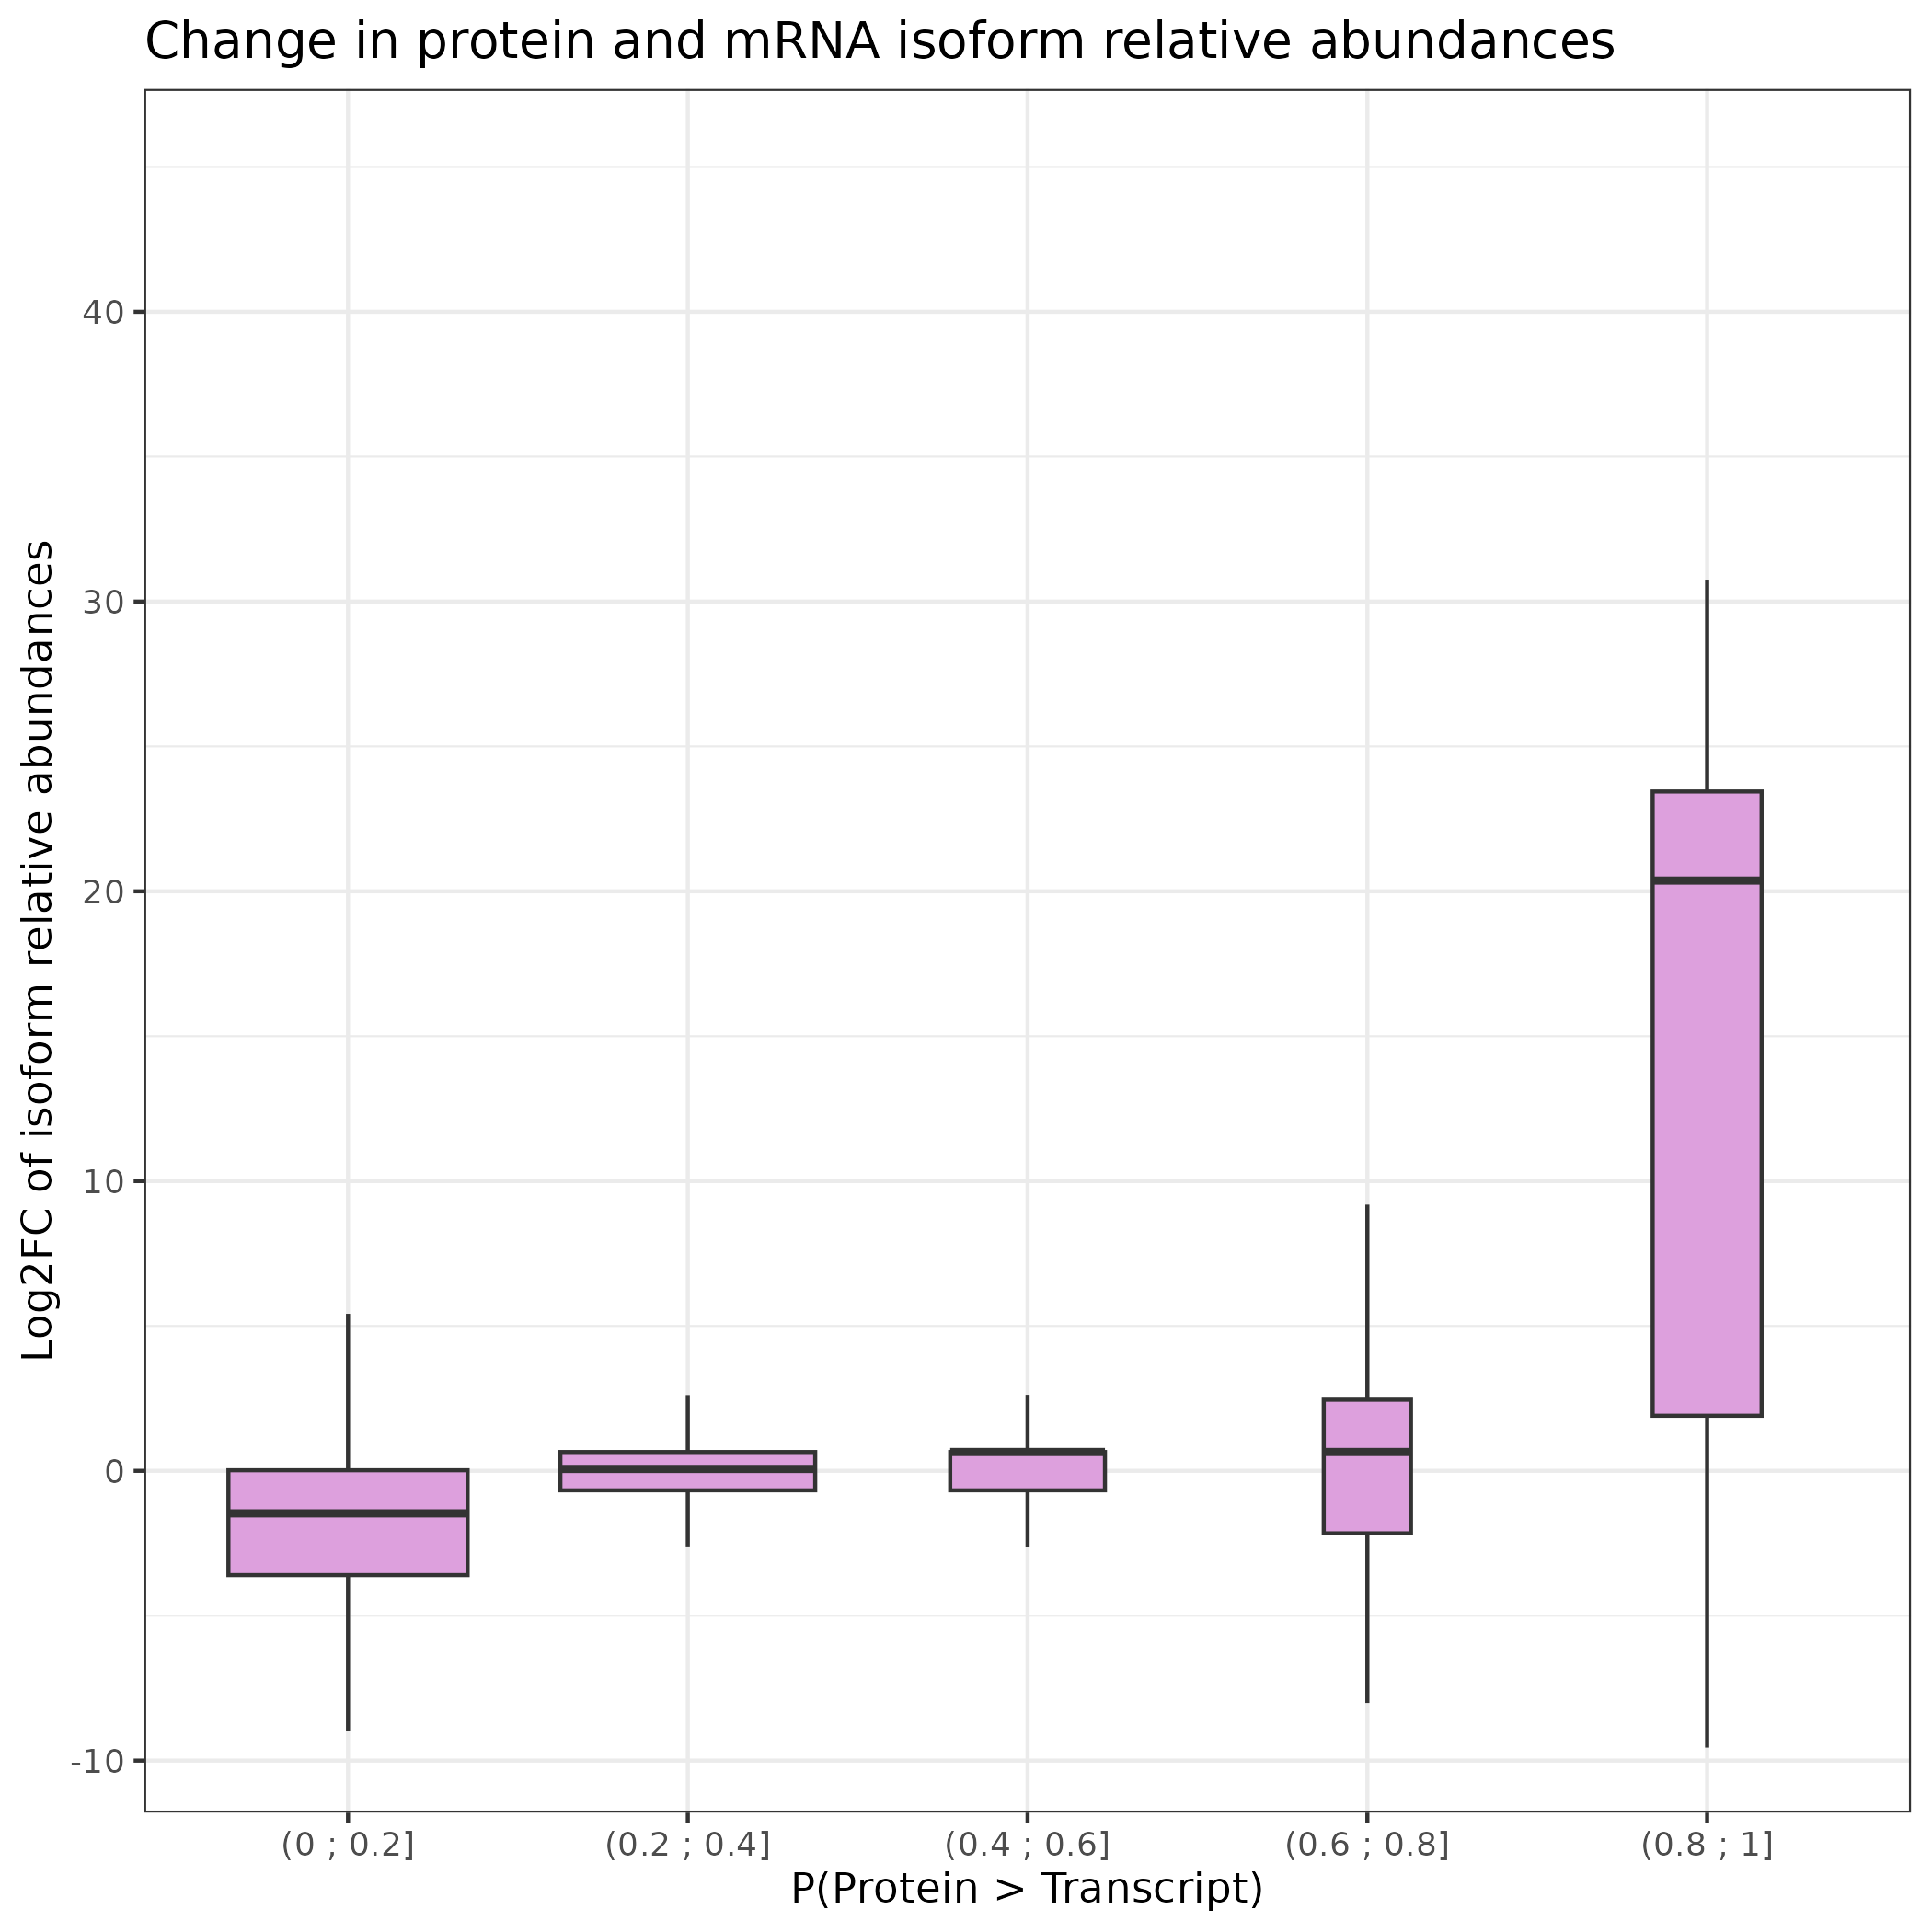 Change in protein and mRNA isoform relative abundances
Log2FC of isoform relative abundances
40
30
20
10
0
-10
(0 ; 0.2]
(0.2 ; 0.4]
(0.4 ; 0.6]
(0.6 ; 0.8]
(0.8 ; 1]
P(Protein > Transcript)